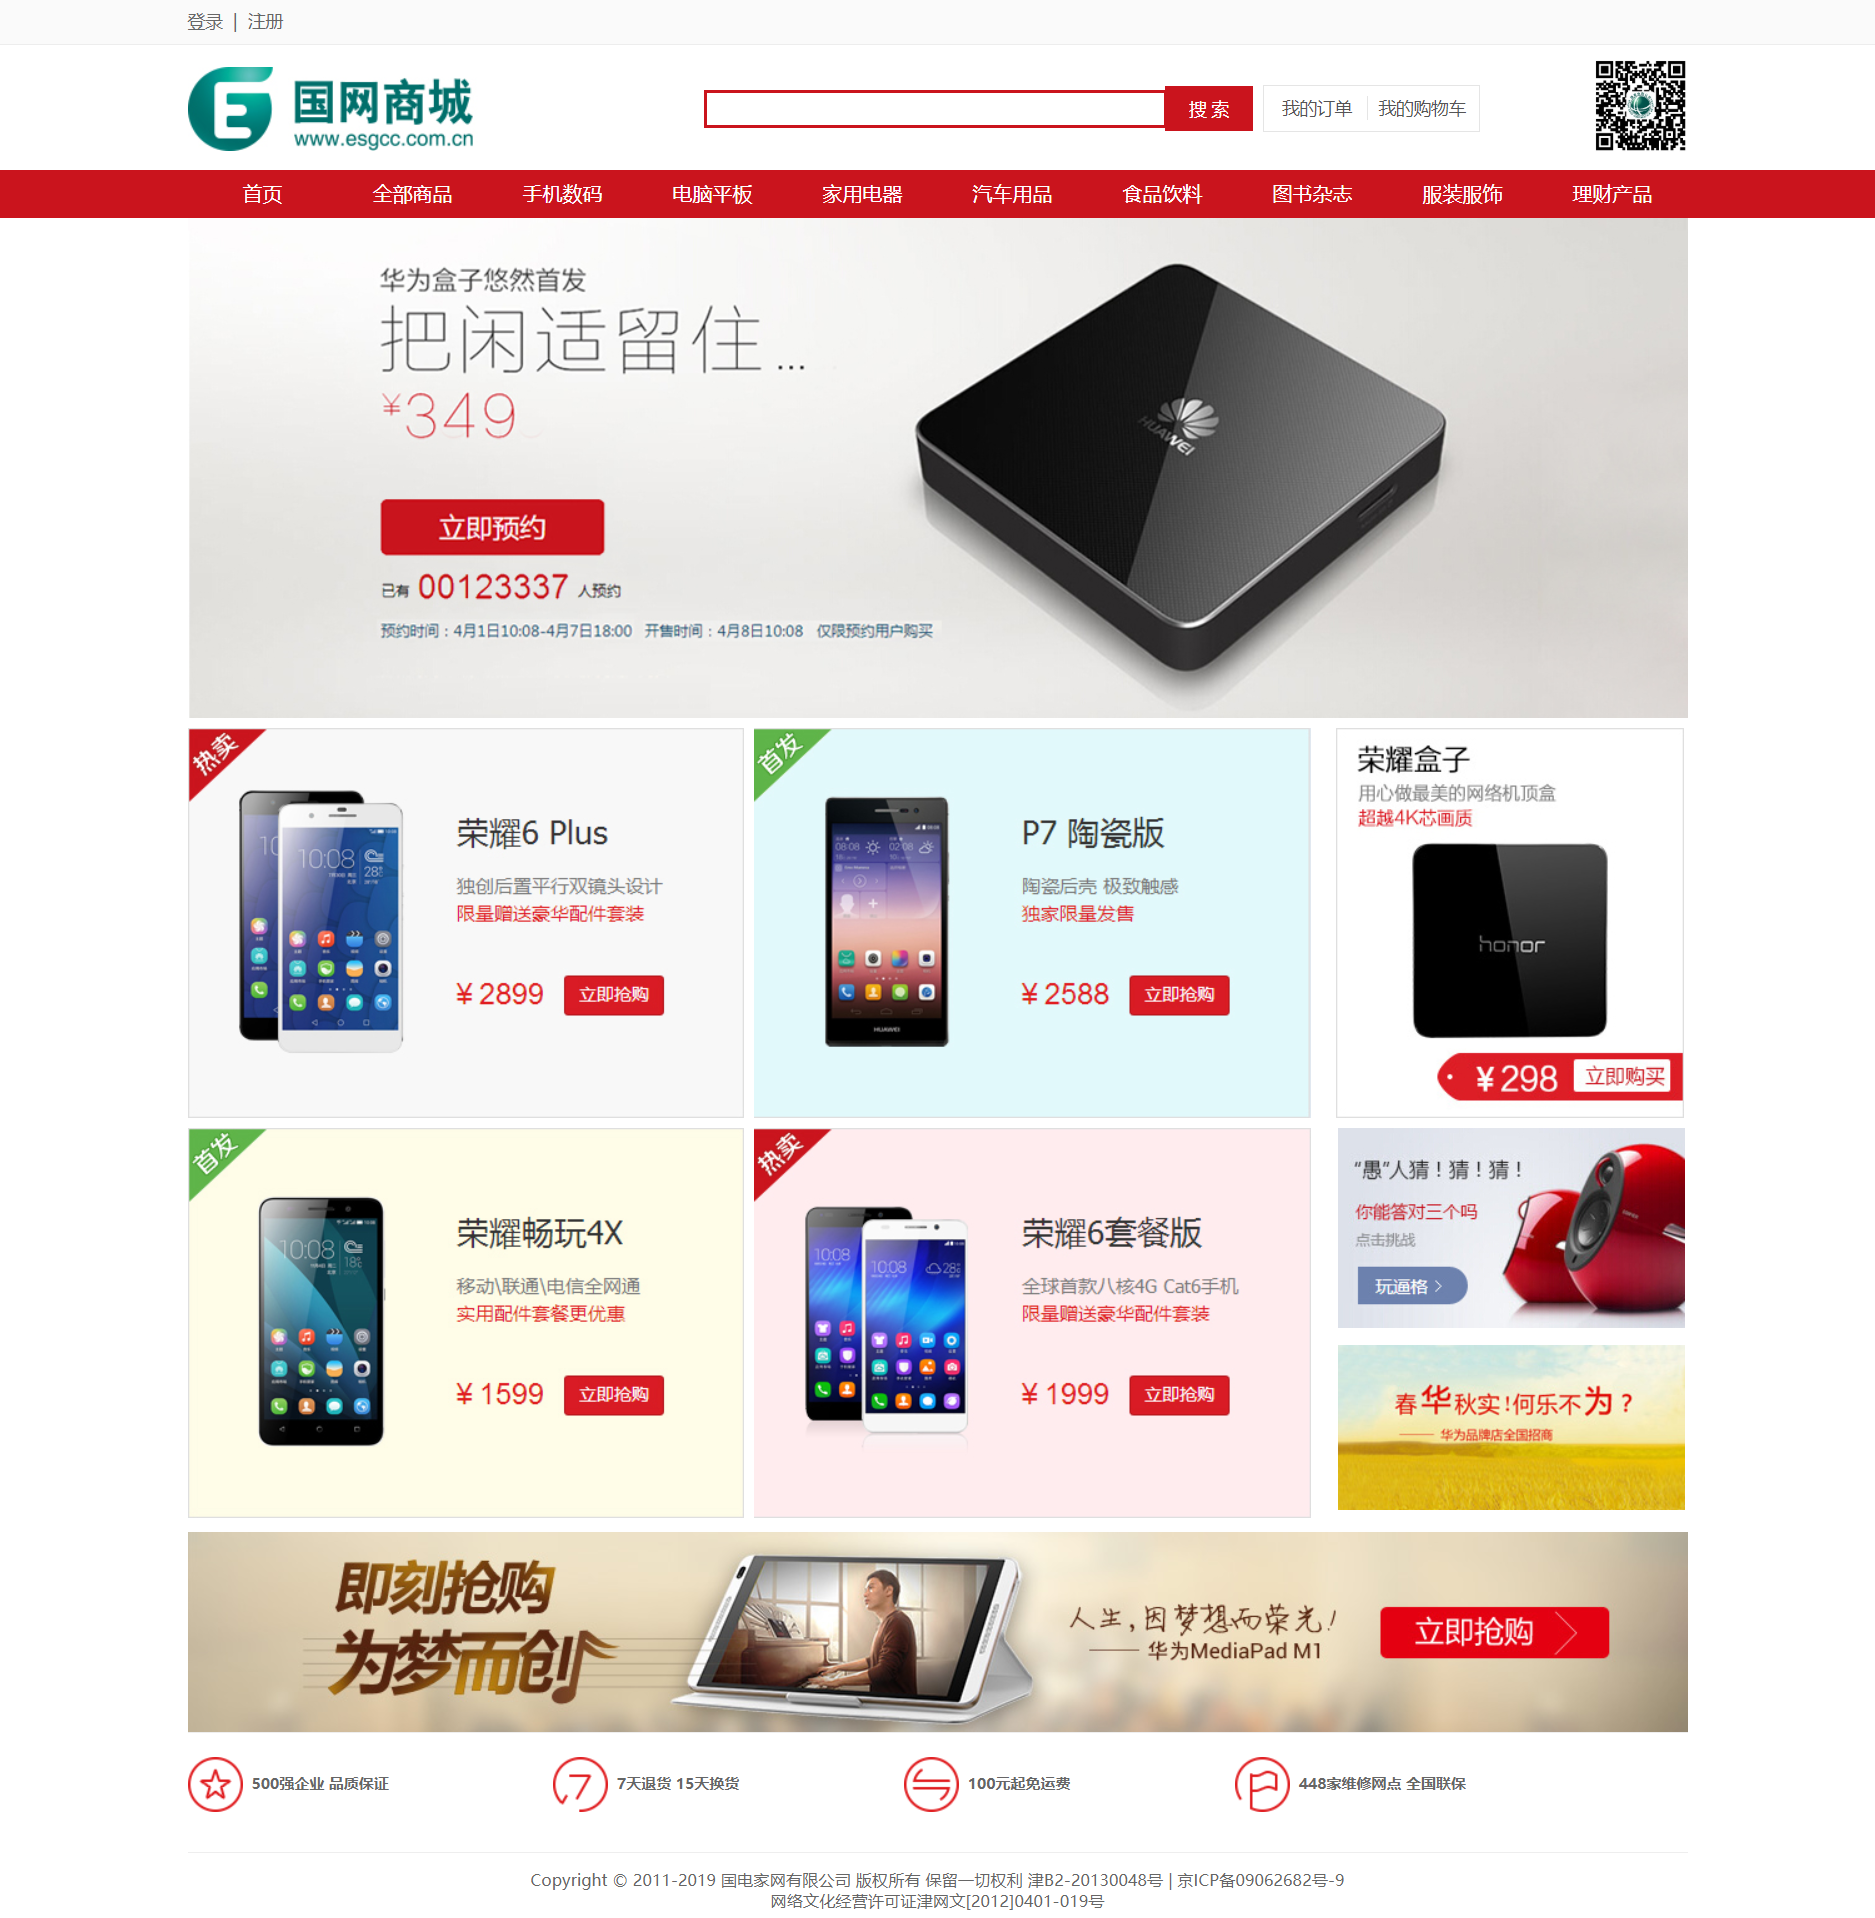 登录 | 注册
国网商城
www.esgcc.com.cn
搜 索
我的订单 我的购物车
首页 全部商品 手机数码 电脑平板 家用电器 汽车用品 食品饮料 图书杂志 服装服饰 理财产品
华为盒子悠然首发
把闲适留住...
¥349
立即预约
已有 00123337 人预约
预约时间：4月1日10:08-4月7日18:00 开售时间：4月8日10:08 仅限预约用户购买
HUAWEI
热卖
荣耀6 Plus
独创后置平行双镜头设计
限量赠送豪华配件套装
¥ 2899 立即抢购
10:08
28°
首发
P7 陶瓷版
陶瓷后壳 极致触感
独家限量发售
¥ 2588 立即抢购
08:08 02:08
HUAWEI
荣耀盒子
用心做最美的网络机顶盒
超越4K芯画质
honor
¥298 立即购买
首发
荣耀畅玩4X
移动\联通\电信全网通
实用配件套餐更优惠
¥ 1599 立即抢购
10:08
18°
热卖
荣耀6套餐版
全球首款八核4G Cat6手机
限量赠送豪华配件套装
¥ 1999 立即抢购
10:08
10:08 28°
“愚”人猜！猜！猜！
你能答对三个吗
点击挑战
玩逼格
春华秋实！何乐不为？
—— 华为品牌店全国招商
即刻抢购
为梦而创
人生，因梦想而荣光！
—— 华为MediaPad M1
立即抢购
500强企业 品质保证
7天退货 15天换货
100元起免运费
448家维修网点 全国联保
Copyright © 2011-2019 国电家网有限公司 版权所有 保留一切权利 津B2-20130048号 | 京ICP备09062682号-9
网络文化经营许可证津网文[2012]0401-019号